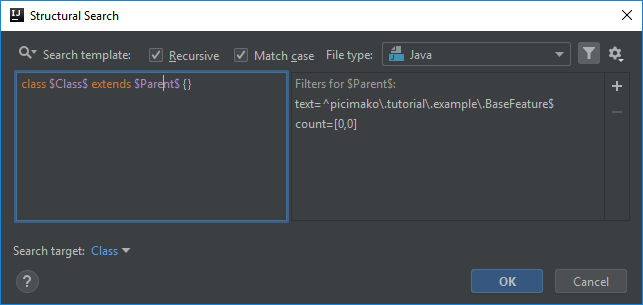 IJ Structural Search
Search template: Recursive Match case File type: Java
class $Class$ extends $Parent$ {}
Filters for $Parent$:
text= ^picimako\.tutorial\.example\.BaseFeature$
count=[0,0]
Search target: Class
? OK Cancel